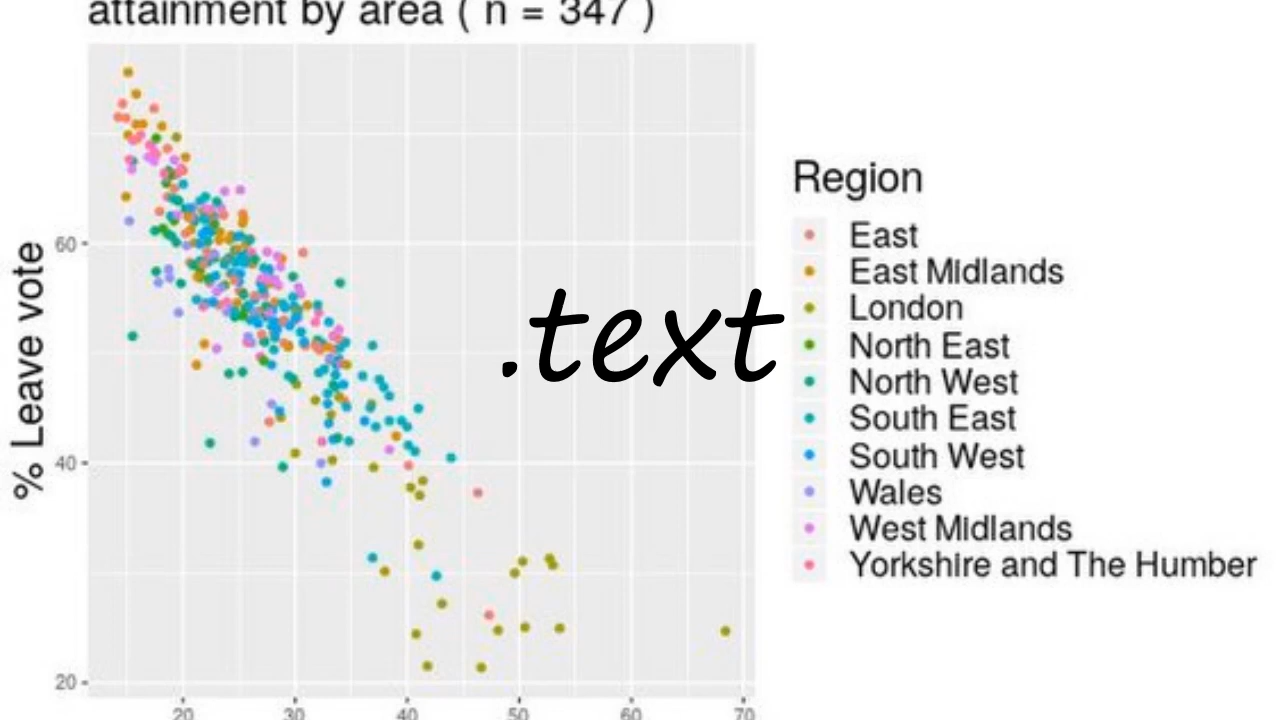 attainment by area ( n = 347 )
% Leave vote
60
40
20
20 30 40 50 60 70
.text
Region
East
East Midlands
London
North East
North West
South East
South West
Wales
West Midlands
Yorkshire and The Humber